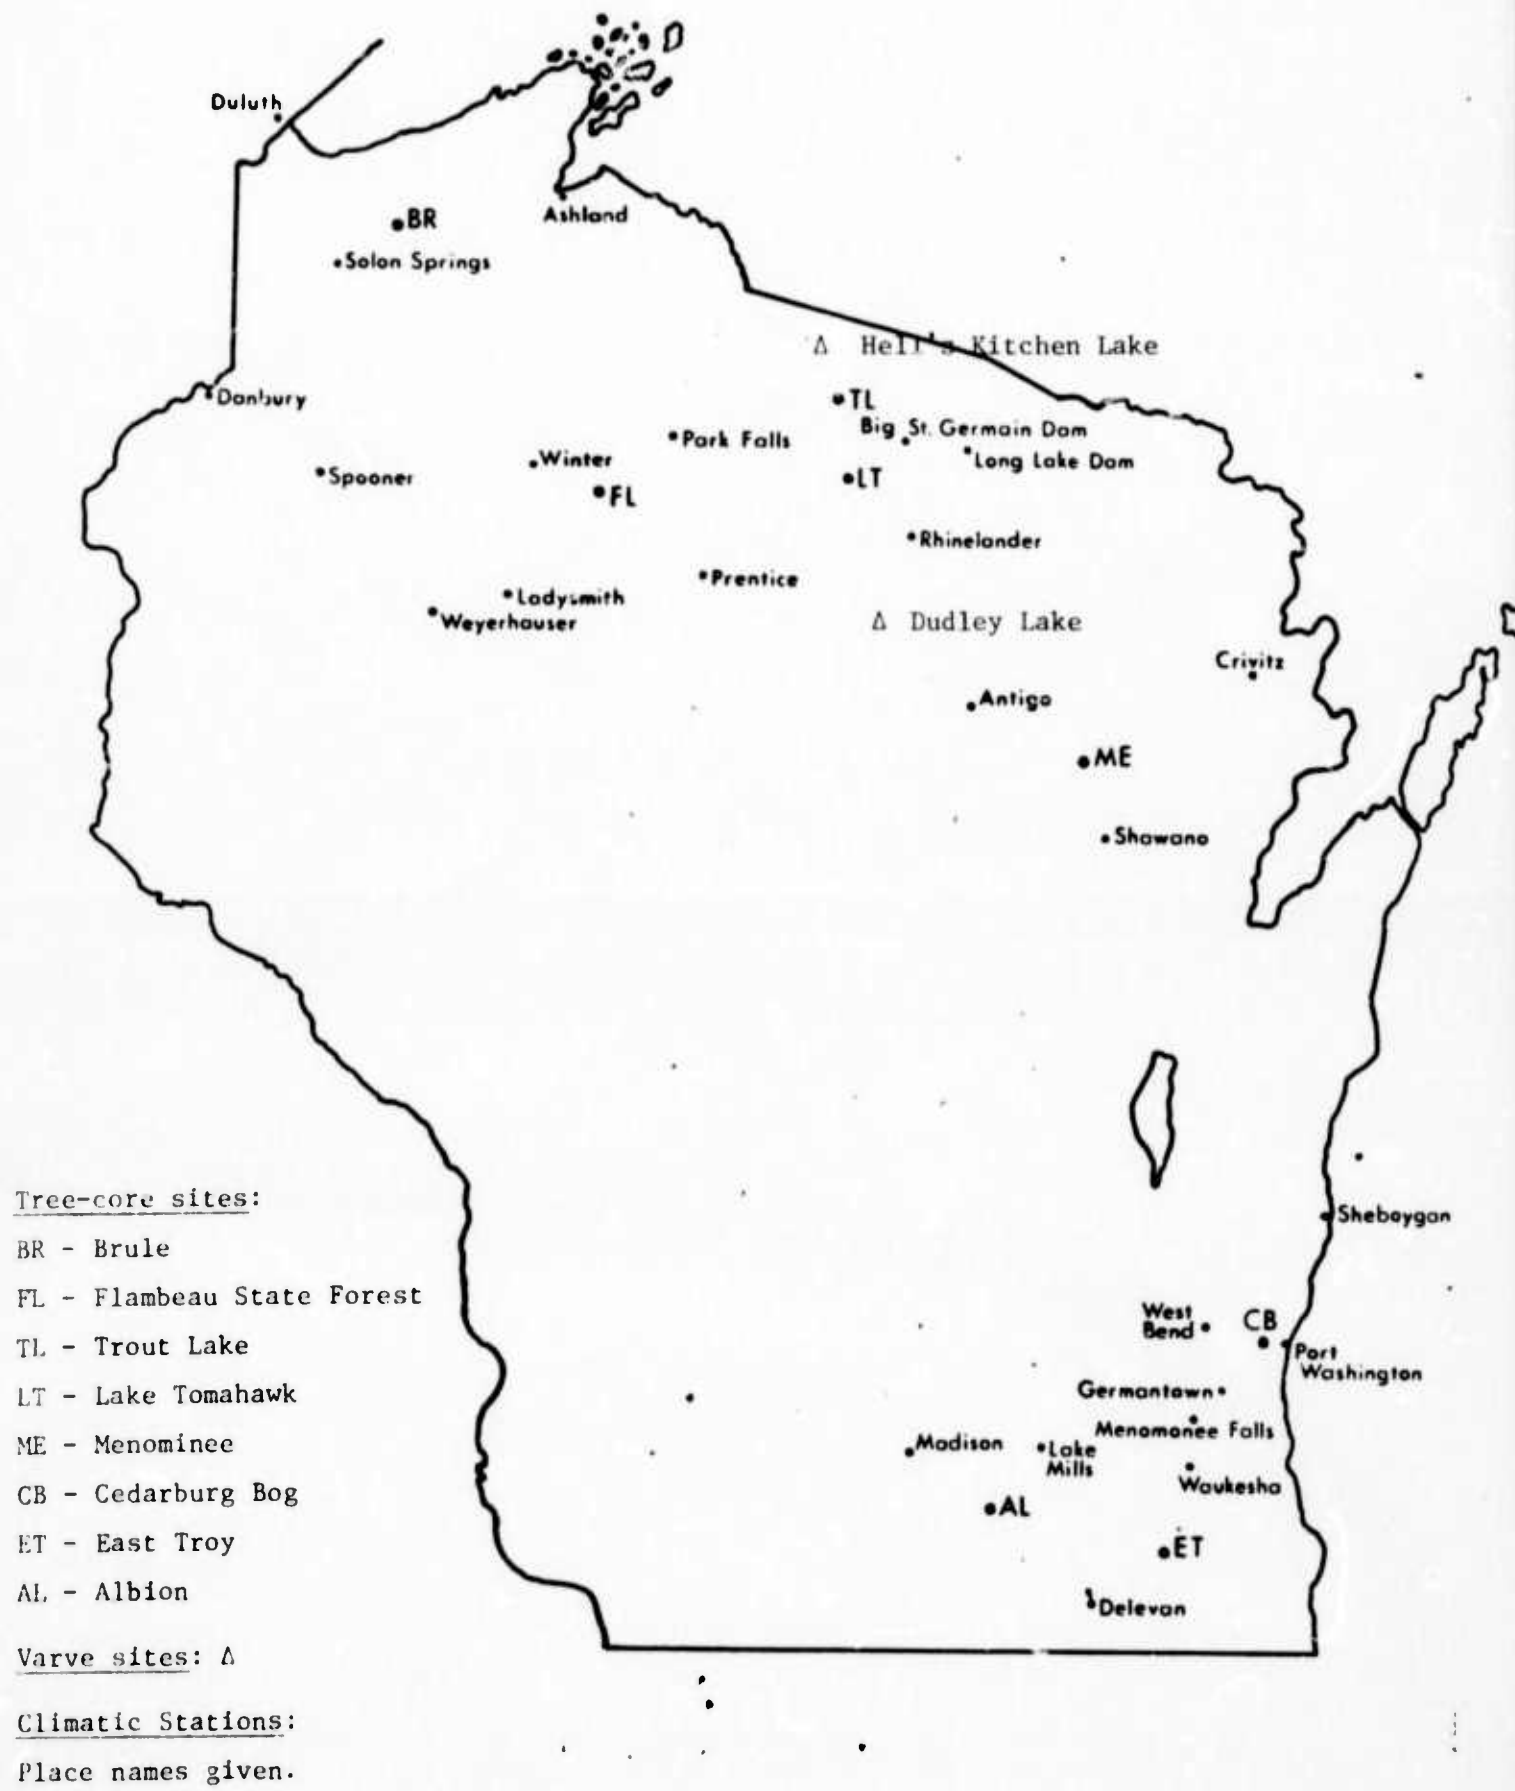 Duluth
BR
Ashland
Solon Springs
Δ Hell's Kitchen Lake
Danbury
TL
Big St. Germain Dam
Park Falls
Winter
Long Lake Dam
Spooner
LT
FL
Rhinelander
Prentice
Ladysmith
Weyerhauser
Δ Dudley Lake
Crivitz
Antigo
ME
Shawano
Tree-core sites:
BR - Brule
FL - Flambeau State Forest
TL - Trout Lake
LT - Lake Tomahawk
ME - Menominee
CB - Cedarburg Bog
ET - East Troy
AL - Albion
Varve sites: Δ
Climatic Stations:
Place names given.
Sheboygan
West
Bend
CB
Port
Washington
Germantown
Menomonee Falls
Madison
Lake
Mills
Waukesha
AL
ET
Delevan